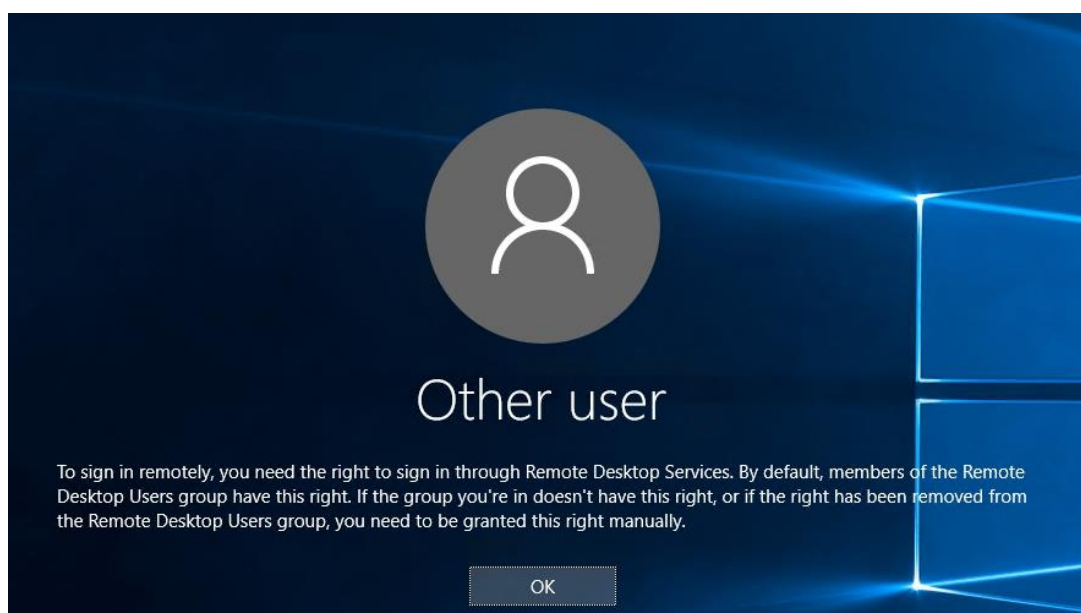 Other user
To sign in remotely, you need the right to sign in through Remote Desktop Services. By default, members of the Remote
Desktop Users group have this right. If the group you're in doesn't have this right, or if the right has been removed from
the Remote Desktop Users group, you need to be granted this right manually.
OK